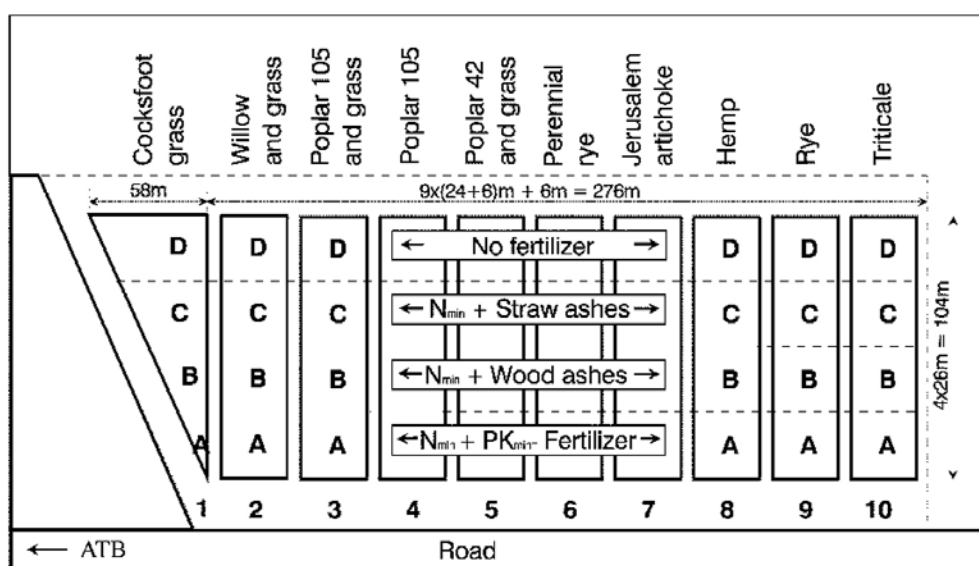 Cocksfoot
grass
Willow
and grass
Poplar 105
and grass
Poplar 105
Poplar 42
and grass
Perennial
rye
Jerusalem
artichoke
Hemp
Rye
Triticale
58m
9x(24+6)m + 6m = 276m
D D D ← No fertilizer → D D D
C C C ← Nmin + Straw ashes → C C C
B B B ← Nmin + Wood ashes → B B B
A A A ← Nmin + PKmin- Fertilizer → A A A
4x26m = 104m
1 2 3 4 5 6 7 8 9 10
← ATB Road